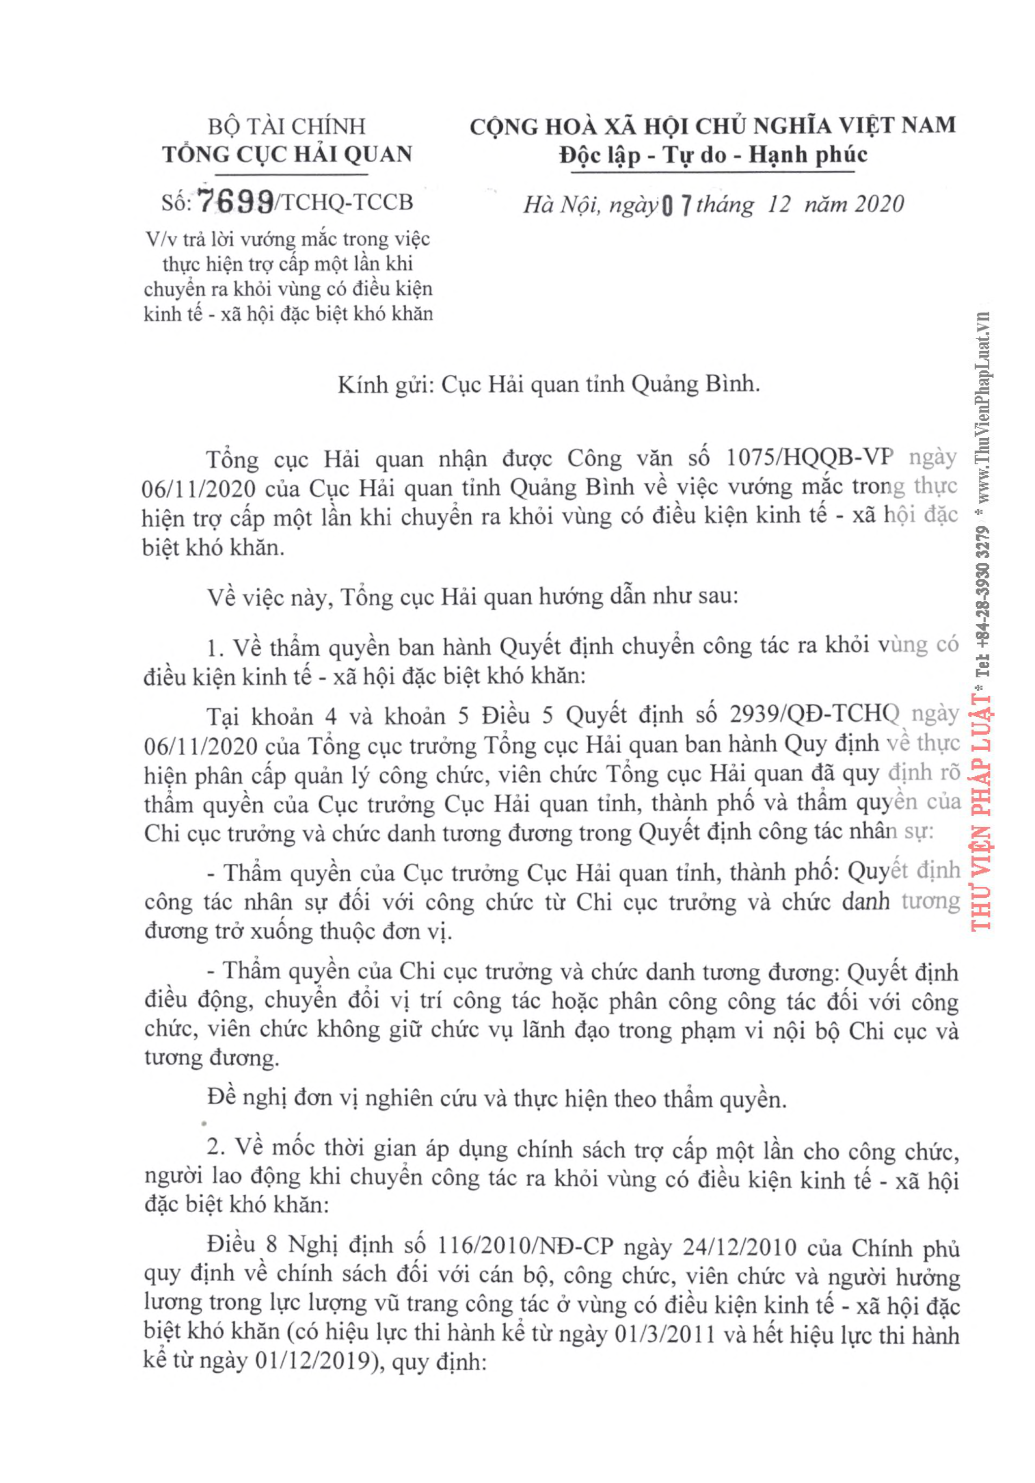 BỘ TÀI CHÍNH
TỔNG CỤC HẢI QUAN
Số: 7699/TCHQ-TCCB
V/v trả lời vướng mắc trong việc
thực hiện trợ cấp một lần khi
chuyển ra khỏi vùng có điều kiện
kinh tế - xã hội đặc biệt khó khăn
CỘNG HOÀ XÃ HỘI CHỦ NGHĨA VIỆT NAM
Độc lập - Tự do - Hạnh phúc
Hà Nội, ngày 07 tháng 12 năm 2020
Kính gửi: Cục Hải quan tỉnh Quảng Bình.
Tổng cục Hải quan nhận được Công văn số 1075/HQQB-VP ngày
06/11/2020 của Cục Hải quan tỉnh Quảng Bình về việc vướng mắc trong thực
hiện trợ cấp một lần khi chuyển ra khỏi vùng có điều kiện kinh tế - xã hội đặc
biệt khó khăn.
Về việc này, Tổng cục Hải quan hướng dẫn như sau:
1. Về thẩm quyền ban hành Quyết định chuyển công tác ra khỏi vùng có
điều kiện kinh tế - xã hội đặc biệt khó khăn:
Tại khoản 4 và khoản 5 Điều 5 Quyết định số 2939/QĐ-TCHQ ngày
06/11/2020 của Tổng cục trưởng Tổng cục Hải quan ban hành Quy định về thực
hiện phân cấp quản lý công chức, viên chức Tổng cục Hải quan đã quy định rõ
thẩm quyền của Cục trưởng Cục Hải quan tỉnh, thành phố và thẩm quyền của
Chi cục trưởng và chức danh tương đương trong Quyết định công tác nhân sự:
- Thẩm quyền của Cục trưởng Cục Hải quan tỉnh, thành phố: Quyết định
công tác nhân sự đối với công chức từ Chi cục trưởng và chức danh tương
đương trở xuống thuộc đơn vị.
- Thẩm quyền của Chi cục trưởng và chức danh tương đương: Quyết định
điều động, chuyển đổi vị trí công tác hoặc phân công công tác đối với công
chức, viên chức không giữ chức vụ lãnh đạo trong phạm vi nội bộ Chi cục và
tương đương.
Đề nghị đơn vị nghiên cứu và thực hiện theo thẩm quyền.
2. Về mốc thời gian áp dụng chính sách trợ cấp một lần cho công chức,
người lao động khi chuyển công tác ra khỏi vùng có điều kiện kinh tế - xã hội
đặc biệt khó khăn:
Điều 8 Nghị định số 116/2010/NĐ-CP ngày 24/12/2010 của Chính phủ
quy định về chính sách đối với cán bộ, công chức, viên chức và người hưởng
lương trong lực lượng vũ trang công tác ở vùng có điều kiện kinh tế - xã hội đặc
biệt khó khăn (có hiệu lực thi hành kể từ ngày 01/3/2011 và hết hiệu lực thi hành
kể từ ngày 01/12/2019), quy định:
THƯ VIỆN PHÁP LUẬT * Tel: +84-28-3930 3279 * www.ThuVienPhapLuat.vn